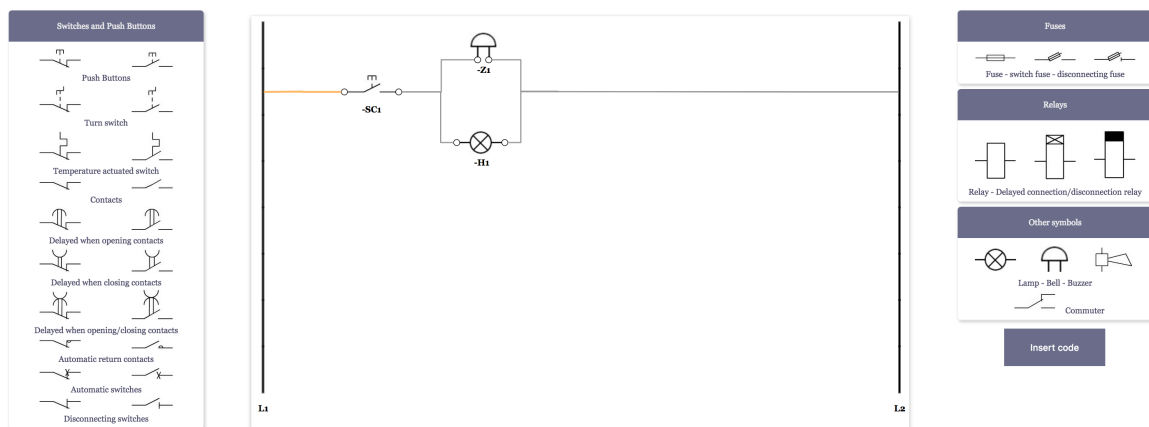 Switches and Push Buttons
Push Buttons
Turn switch
Temperature actuated switch
Contacts
Delayed when opening contacts
Delayed when closing contacts
Delayed when opening/closing contacts
Automatic return contacts
Automatic switches
Disconnecting switches
-Z1
-SC1
-H1
L1
L2
Fuses
Fuse - switch fuse - disconnecting fuse
Relays
Relay - Delayed connection/disconnection relay
Other symbols
Lamp - Bell - Buzzer
Commuter
Insert code